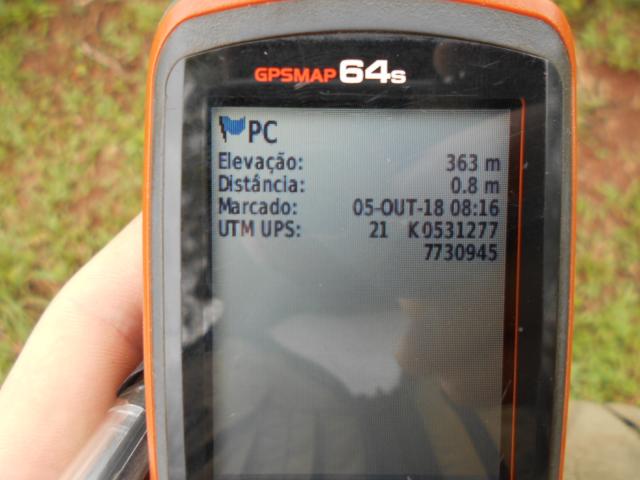 GPSMAP 64s
PC
Elevação: 363 m
Distância: 0.8 m
Marcado: 05-OUT-18 08:16
UTM UPS: 21 K0531277
7730945